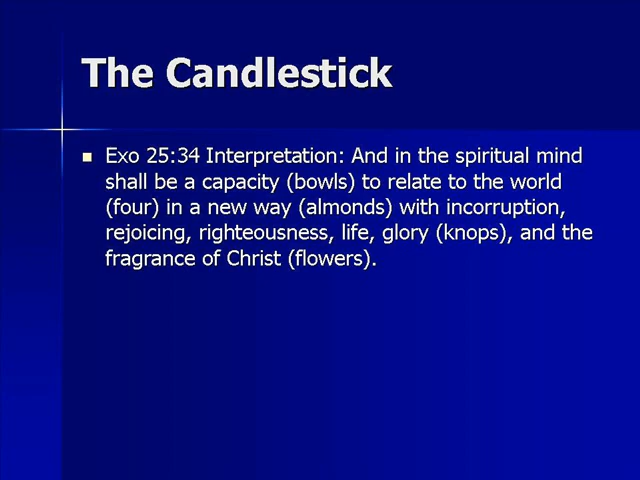 The Candlestick
Exo 25:34 Interpretation: And in the spiritual mind
shall be a capacity (bowls) to relate to the world
(four) in a new way (almonds) with incorruption,
rejoicing, righteousness, life, glory (knops), and the
fragrance of Christ (flowers).